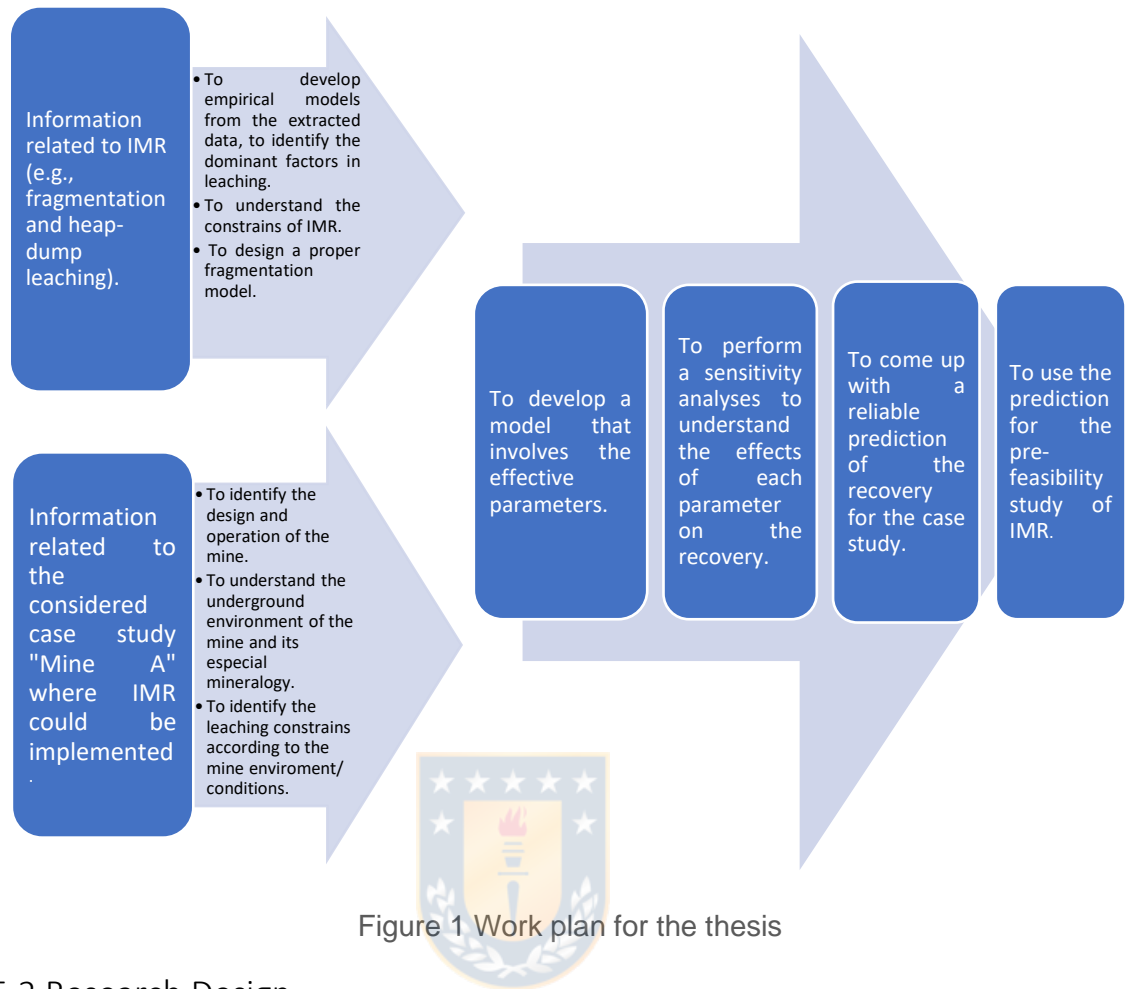 Information
related to IMR
(e.g.,
fragmentation
and heap-
dump
leaching).
• To develop
empirical models
from the extracted
data, to identify the
dominant factors in
leaching.
• To understand the
constrains of IMR.
• To design a proper
fragmentation
model.
Information
related to
the
considered
case study
"Mine A"
where IMR
could be
implemented
.
• To identify the
design and
operation of the
mine.
• To understand the
underground
environment of the
mine and its
especial
mineralogy.
• To identify the
leaching constrains
according to the
mine enviroment/
conditions.
To develop a
model that
involves the
effective
parameters.
To perform
a sensitivity
analyses to
understand
the effects
of each
parameter
on the
recovery.
To come up
with a
reliable
prediction
of the
recovery
for the case
study.
To use the
prediction
for the
pre-
feasibility
study of
IMR.
Figure 1 Work plan for the thesis
2 Research Design